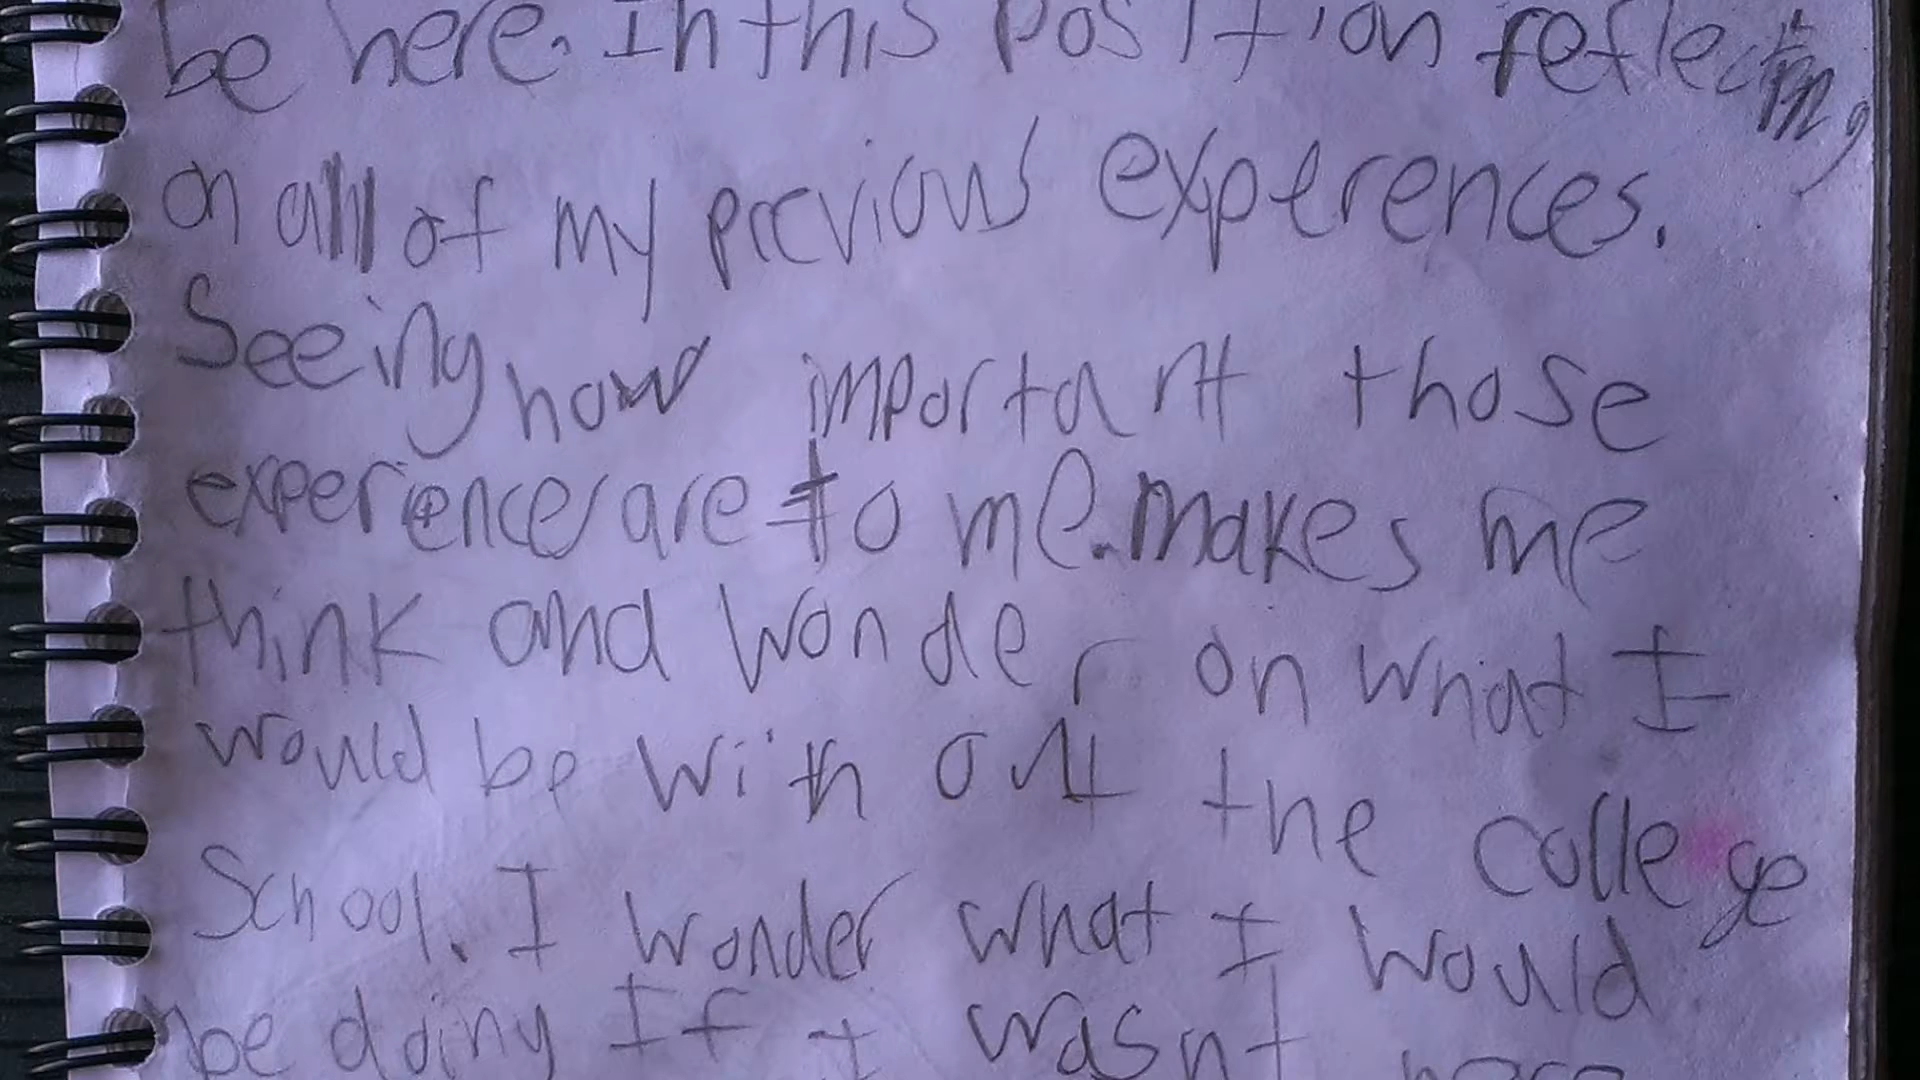 be here. In this position reflecting
on all of my previous experences.
Seeing how important those
experience are to me. makes me
think and wonder on what I
would be with out the college
School. I wonder what I would
be doing If I wasnt